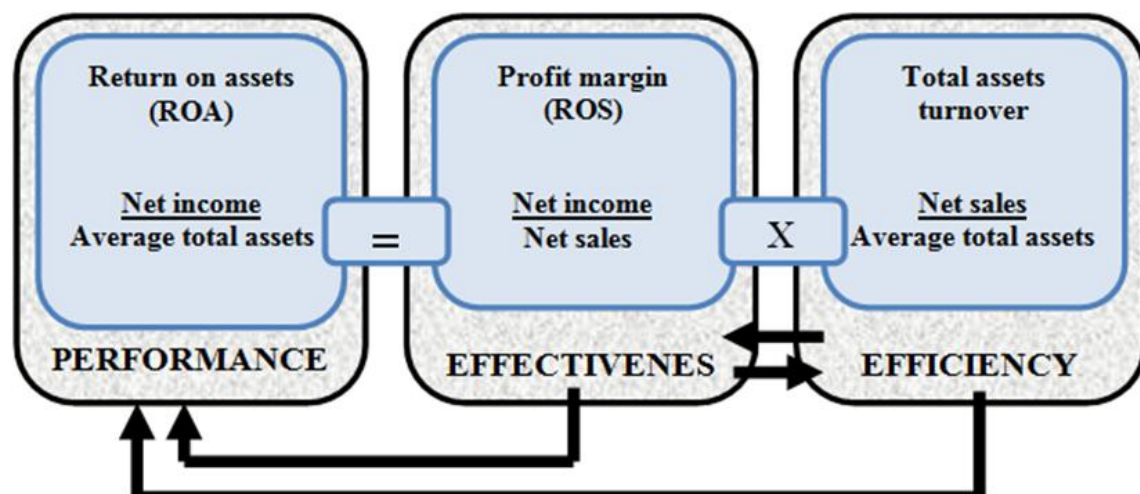 Return on assets
(ROA)
Net income
Average total assets
PERFORMANCE
=
Profit margin
(ROS)
Net income
Net sales
EFFECTIVENES
X
Total assets
turnover
Net sales
Average total assets
EFFICIENCY